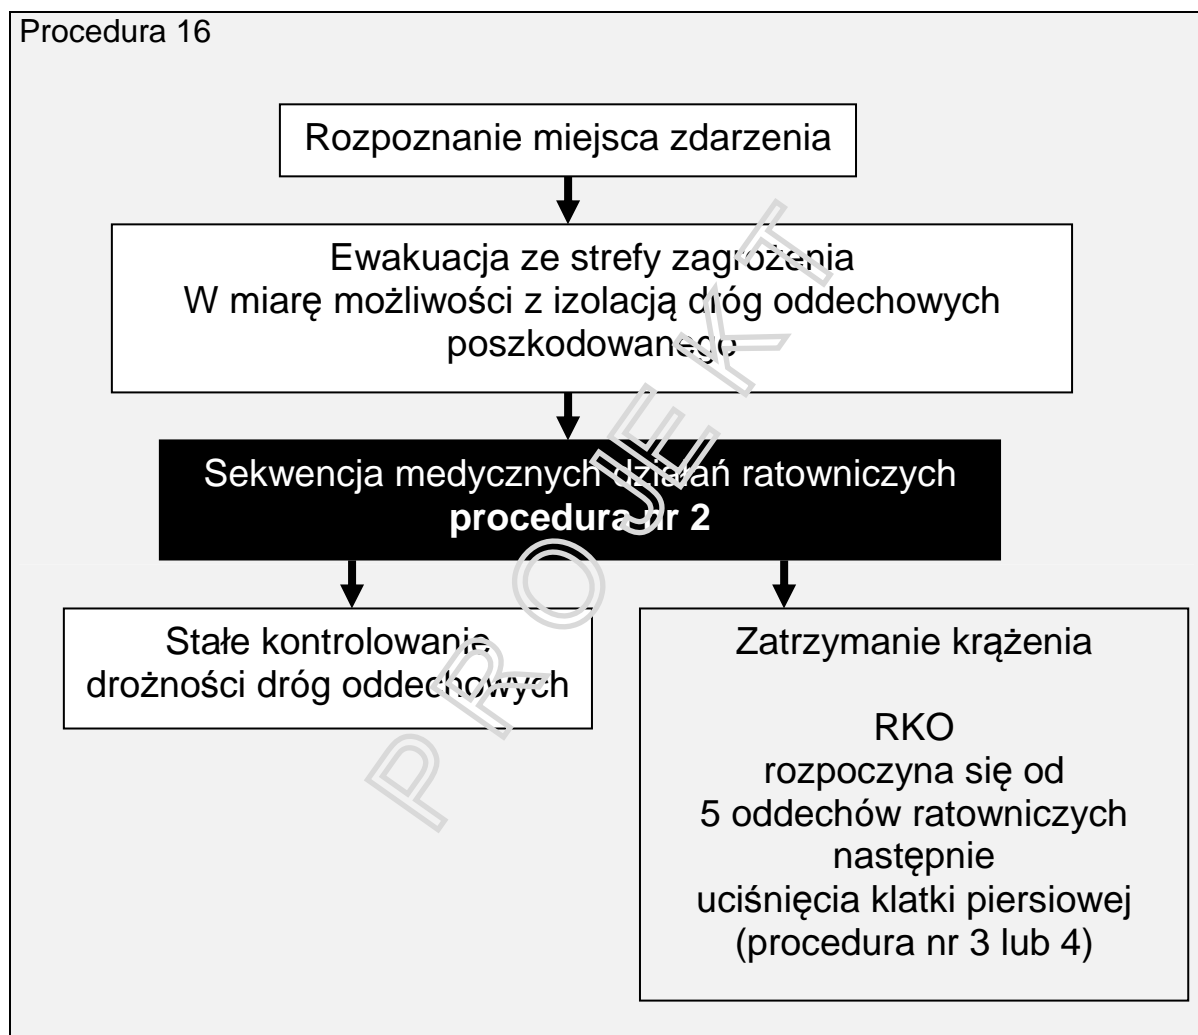 Procedura 16
Rozpoznanie miejsca zdarzenia
Ewakuacja ze strefy zagrożenia
W miarę możliwości z izolacją dróg oddechowych
poszkodowanego
Sekwencja medycznych działań ratowniczych
procedura nr 2
Stałe kontrolowanie
drożności dróg oddechowych
Zatrzymanie krążenia
RKO
rozpoczyna się od
5 oddechów ratowniczych
następnie
uciśnięcia klatki piersiowej
(procedura nr 3 lub 4)
PROJEKT